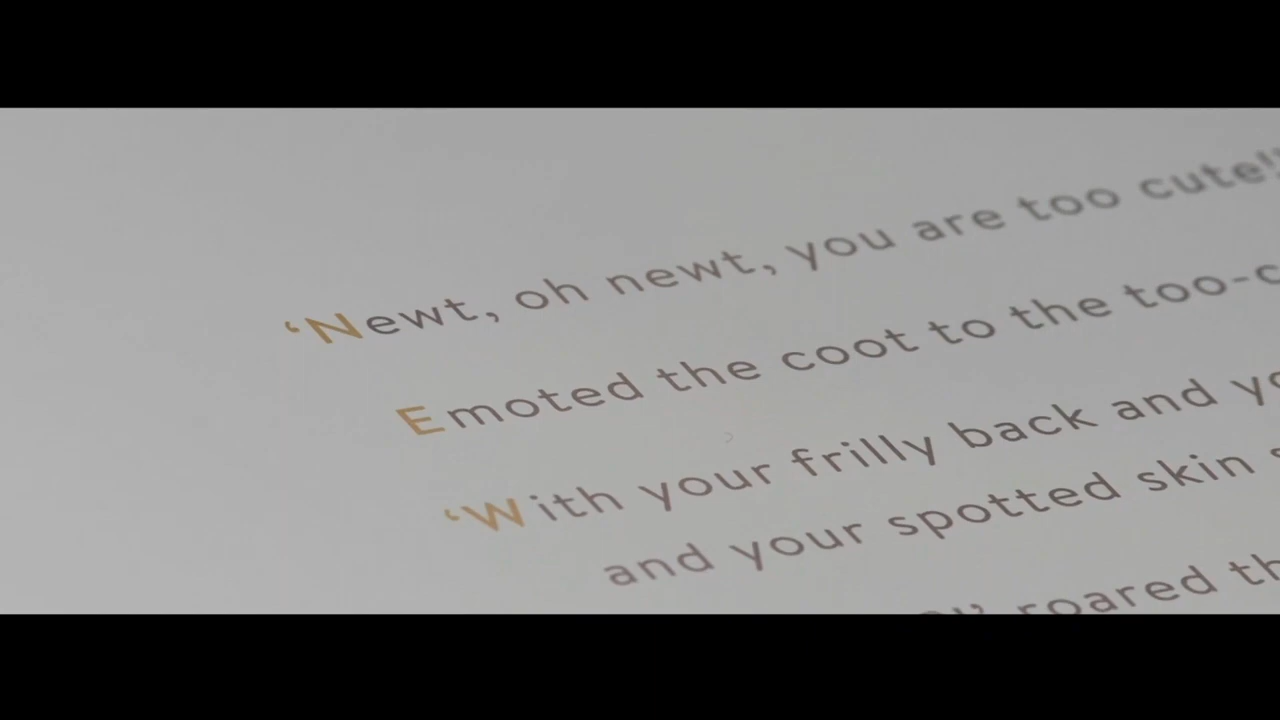 ‘Newt, oh newt, you are too cute!’
Emoted the coot to the too-c
‘With your frilly back and yo
and your spotted skin s
roared th